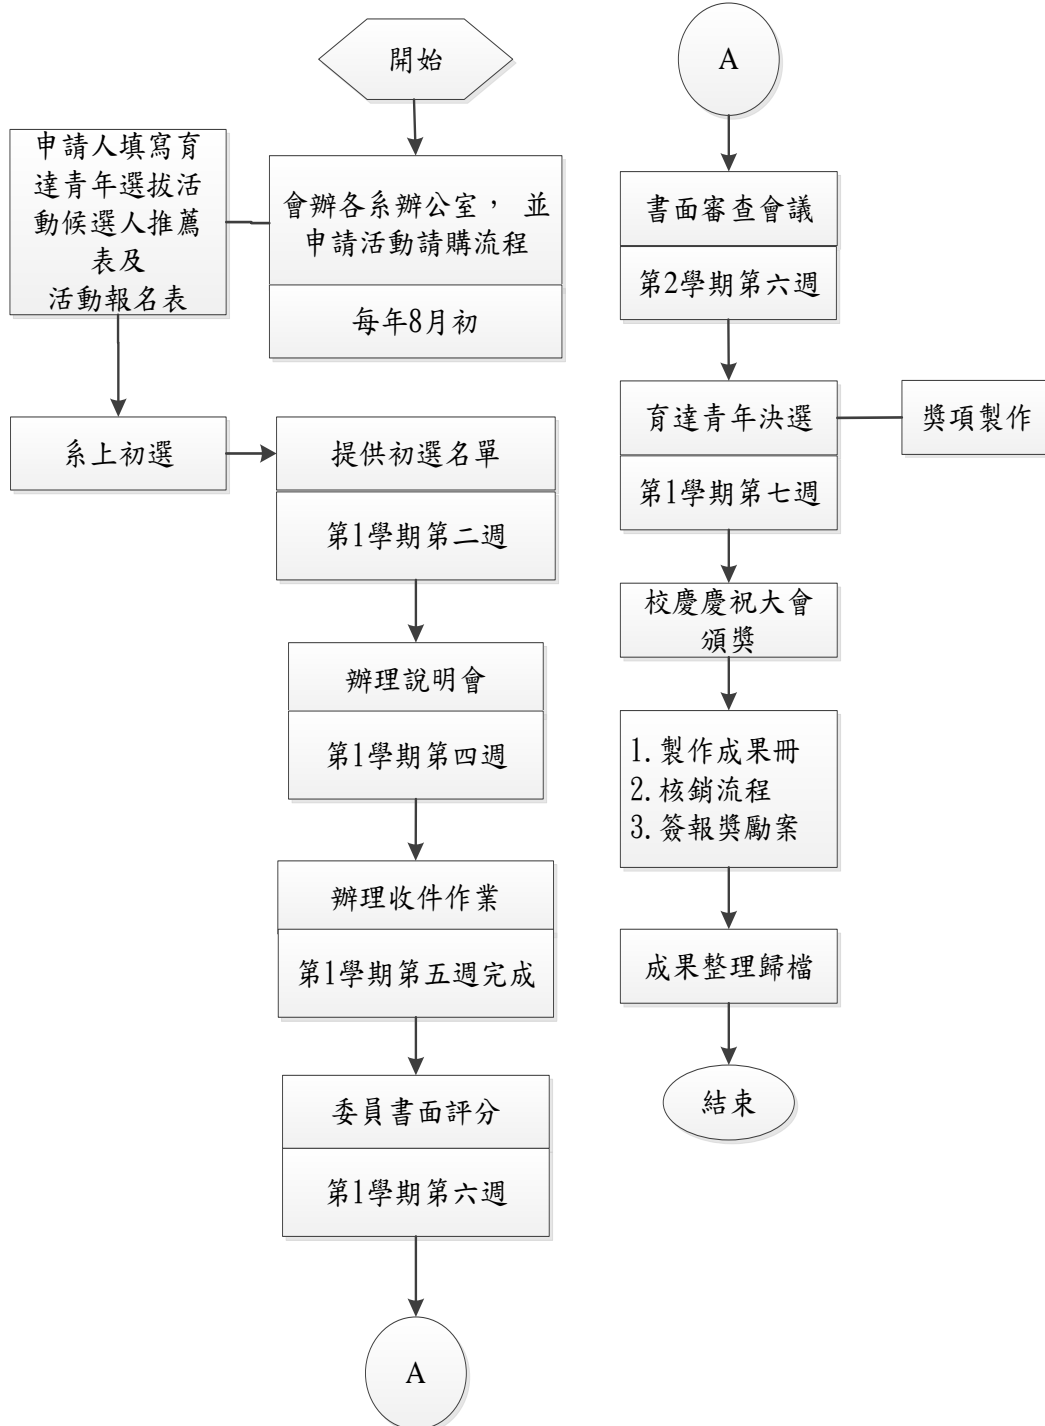 開始
申請人填寫育
達青年選拔活
動候選人推薦
表及
活動報名表
會辦各系辦公室， 並
申請活動請購流程
每年8月初
系上初選
提供初選名單
第1學期第二週
辦理說明會
第1學期第四週
辦理收件作業
第1學期第五週完成
委員書面評分
第1學期第六週
A
A
書面審查會議
第2學期第六週
育達青年決選
獎項製作
第1學期第七週
校慶慶祝大會
頒獎
1.製作成果冊
2.核銷流程
3.簽報獎勵案
成果整理歸檔
結束